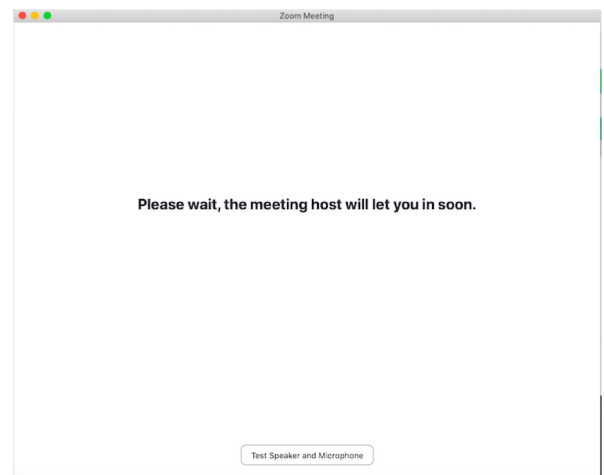 Zoom Meeting
Please wait, the meeting host will let you in soon.
Test Speaker and Microphone